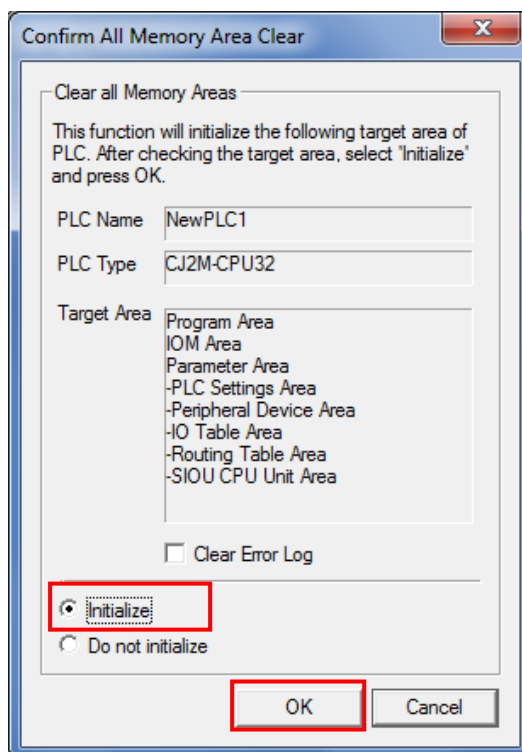 Confirm All Memory Area Clear
Clear all Memory Areas
This function will initialize the following target area of
PLC. After checking the target area, select 'Initialize'
and press OK.
PLC Name NewPLC1
PLC Type CJ2M-CPU32
Target Area Program Area
IOM Area
Parameter Area
-PLC Settings Area
-Peripheral Device Area
-IO Table Area
-Routing Table Area
-SIOU CPU Unit Area
Clear Error Log
Initialize
Do not initialize
OK Cancel